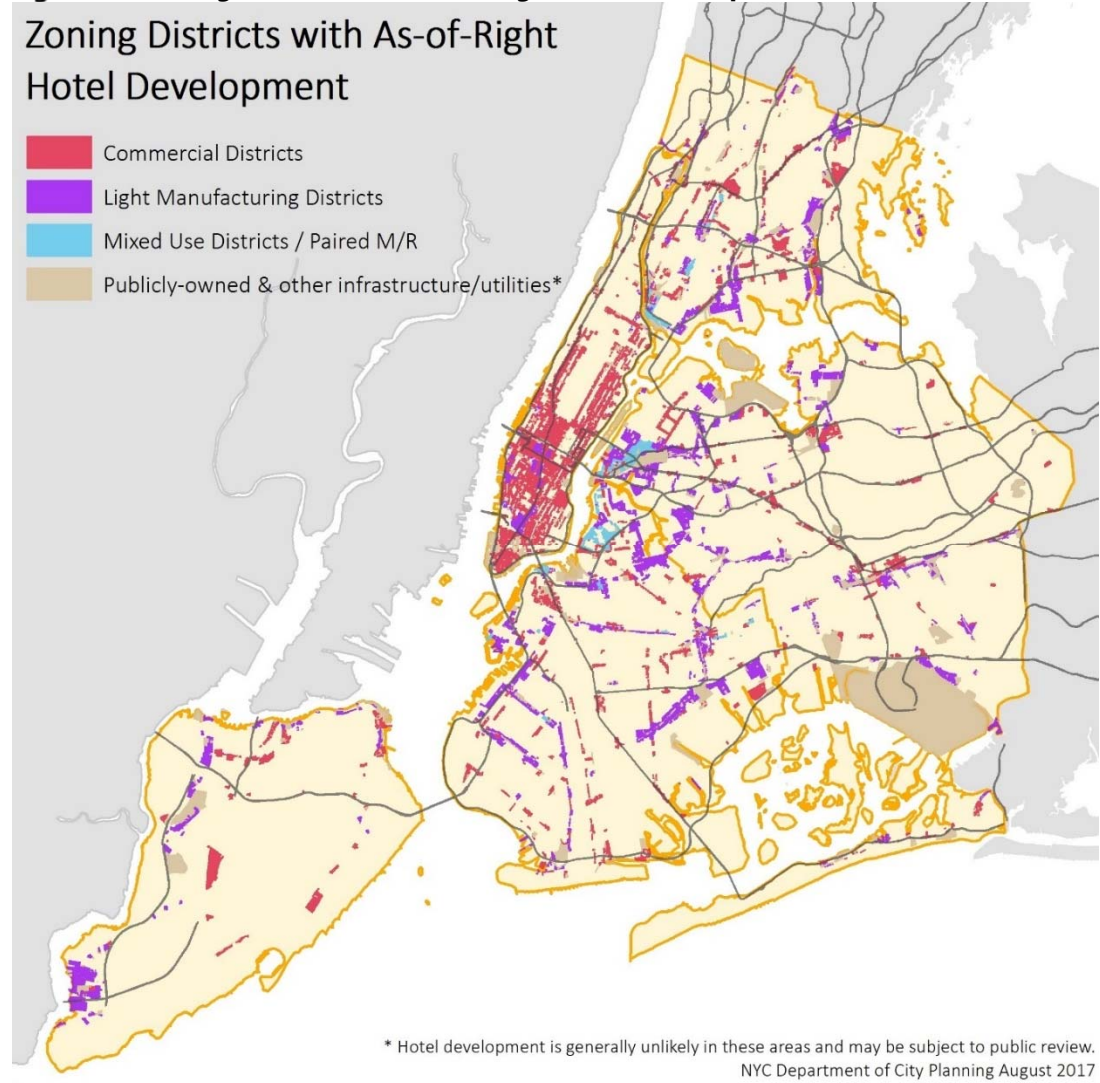 Zoning Districts with As-of-Right
Hotel Development
Commercial Districts
Light Manufacturing Districts
Mixed Use Districts / Paired M/R
Publicly-owned & other infrastructure/utilities*
* Hotel development is generally unlikely in these areas and may be subject to public review.
NYC Department of City Planning August 2017